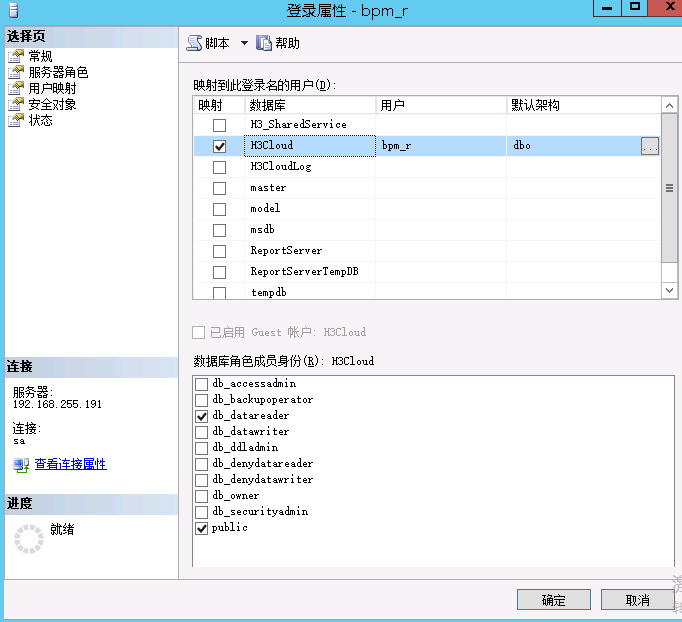 登录属性 - bpm_r
选择页
常规
服务器角色
用户映射
安全对象
状态
脚本 帮助
映射到此登录名的用户(D):
映射 数据库 用户 默认架构
H3_SharedService
H3Cloud bpm_r dbo ...
H3CloudLog
master
model
msdb
ReportServer
ReportServerTempDB
tempdb
已启用 Guest 帐户: H3Cloud
数据库角色成员身份(R): H3Cloud
db_accessadmin
db_backupoperator
db_datareader
db_datawriter
db_ddladmin
db_denydatareader
db_denydatawriter
db_owner
db_securityadmin
public
连接
服务器:
192.168.255.191
连接:
sa
查看连接属性
进度
就绪
确定 取消